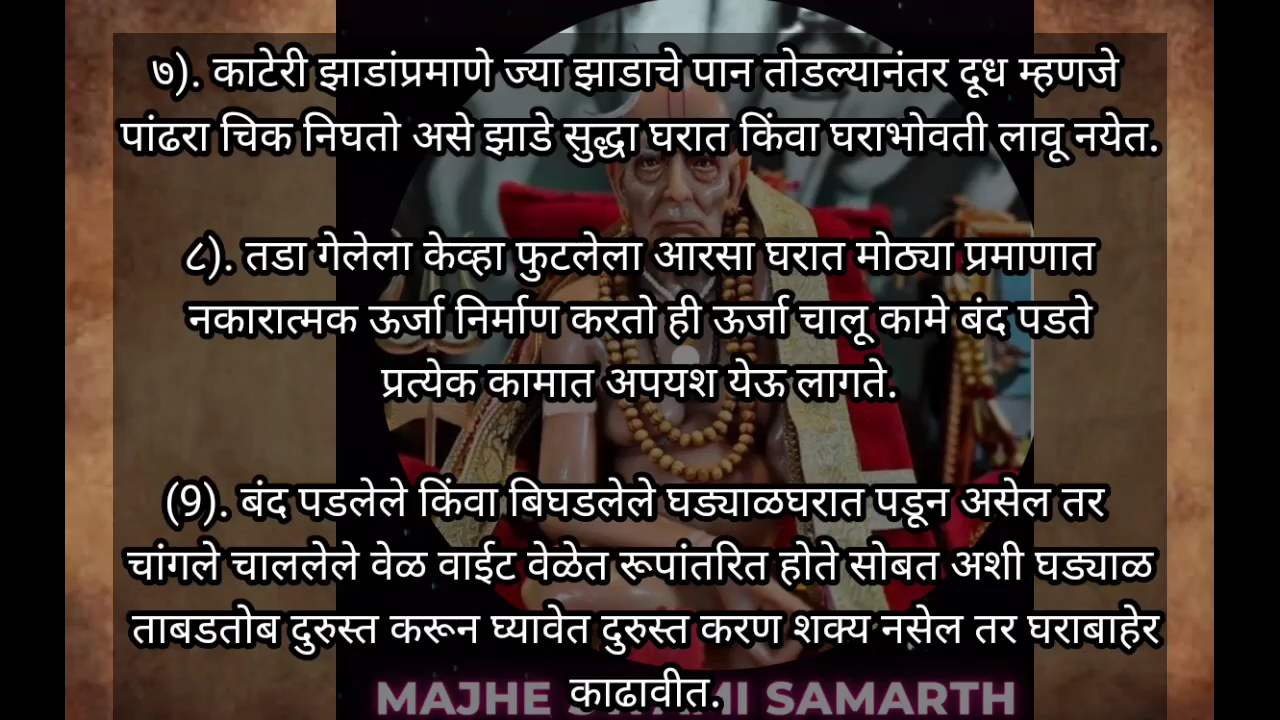 ७). काटेरी झाडांप्रमाणे ज्या झाडाचे पान तोडल्यानंतर दूध म्हणजे
पांढरा चिक निघतो असे झाडे सुद्धा घरात किंवा घराभोवती लावू नयेत.
८). तडा गेलेला केव्हा फुटलेला आरसा घरात मोठ्या प्रमाणात
नकारात्मक ऊर्जा निर्माण करतो ही ऊर्जा चालू कामे बंद पडते
प्रत्येक कामात अपयश येऊ लागते.
(9). बंद पडलेले किंवा बिघडलेले घड्याळघरात पडून असेल तर
चांगले चाललेले वेळ वाईट वेळेत रूपांतरित होते सोबत अशी घड्याळ
ताबडतोब दुरुस्त करून घ्यावेत दुरुस्त करण शक्य नसेल तर घराबाहेर
काढावीत.
MAJHE SAMARTH